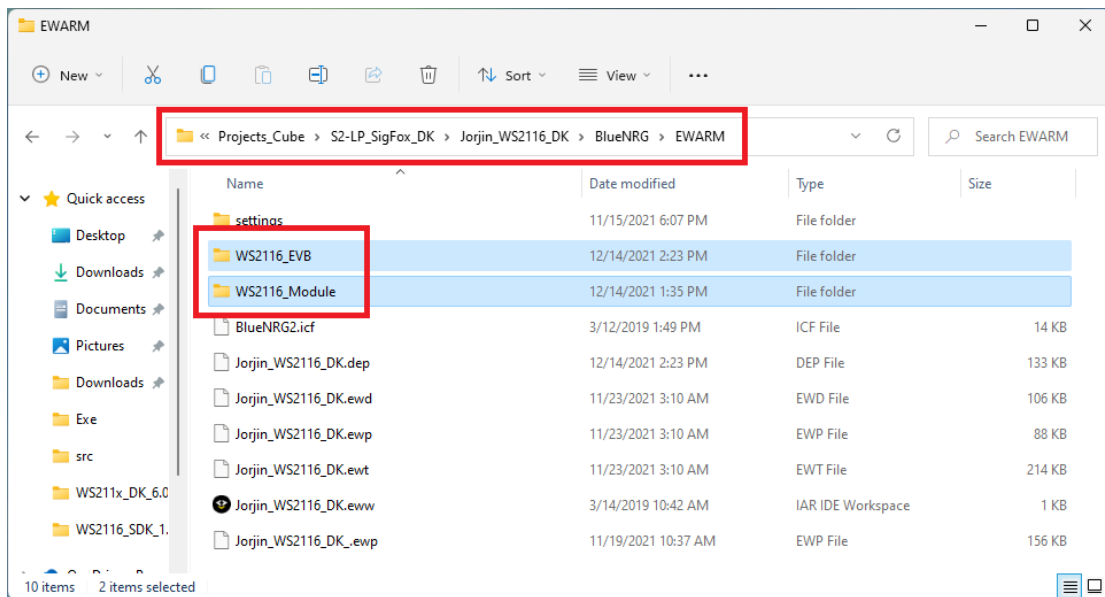 EWARM
New
Sort
View
« Projects_Cube > S2-LP_SigFox_DK > Jorjin_WS2116_DK > BlueNRG > EWARM
Search EWARM
Name Date modified Type Size
Quick access
Desktop
Downloads
Documents
Pictures
Downloads
Exe
src
WS211x_DK_6.0
WS2116_SDK_1.
settings 11/15/2021 6:07 PM File folder
WS2116_EVB 12/14/2021 2:23 PM File folder
WS2116_Module 12/14/2021 1:35 PM File folder
BlueNRG2.icf 3/12/2019 1:49 PM ICF File 14 KB
Jorjin_WS2116_DK.dep 12/14/2021 2:23 PM DEP File 133 KB
Jorjin_WS2116_DK.ewd 11/23/2021 3:10 AM EWD File 106 KB
Jorjin_WS2116_DK.ewp 11/23/2021 3:10 AM EWP File 88 KB
Jorjin_WS2116_DK.ewt 11/23/2021 3:10 AM EWT File 214 KB
Jorjin_WS2116_DK.eww 3/14/2019 10:42 AM IAR IDE Workspace 1 KB
Jorjin_WS2116_DK_.ewp 11/19/2021 10:37 AM EWP File 156 KB
10 items 2 items selected